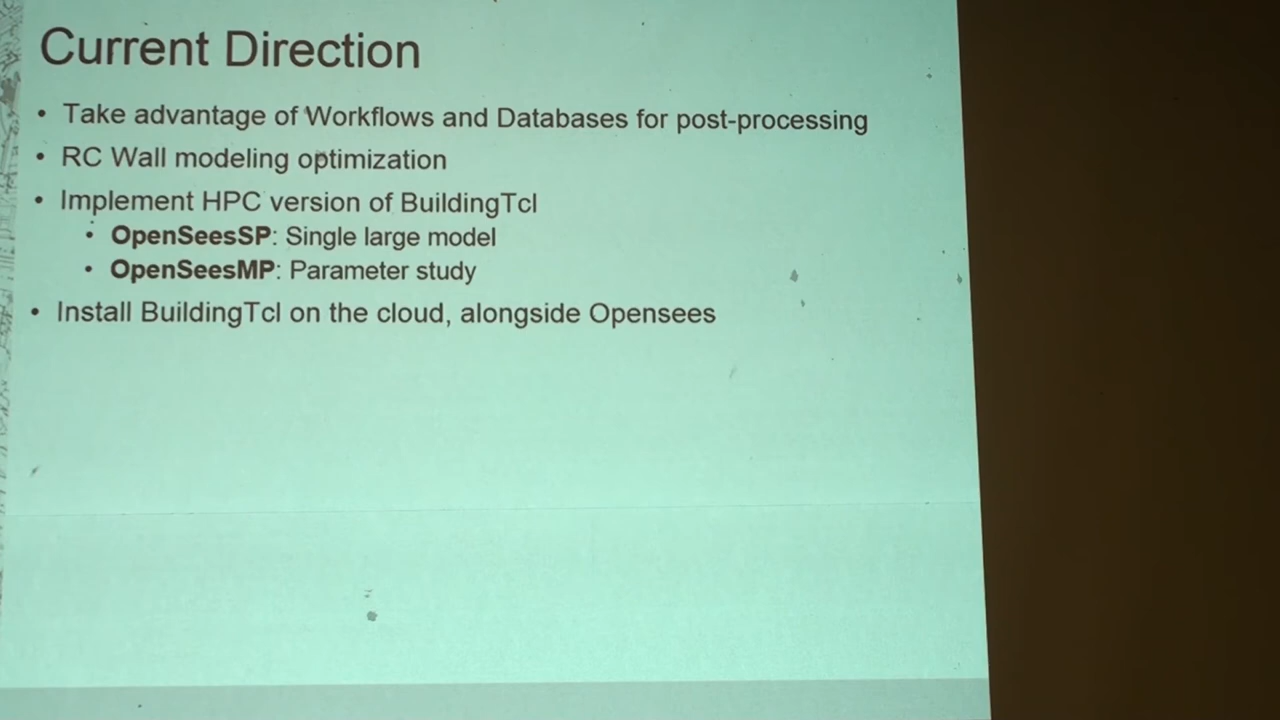 Current Direction
• Take advantage of Workflows and Databases for post-processing
• RC Wall modeling optimization
• Implement HPC version of BuildingTcl
• OpenSeesSP: Single large model
• OpenSeesMP: Parameter study
• Install BuildingTcl on the cloud, alongside Opensees